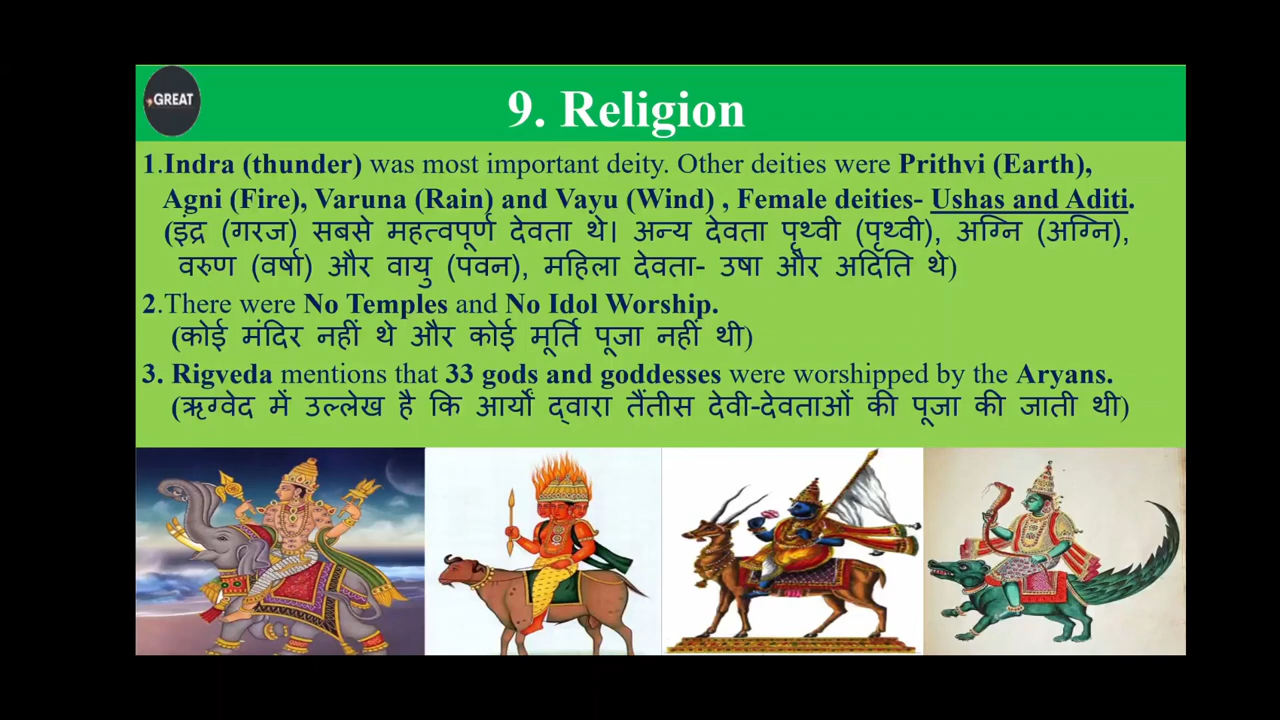 GREAT
9. Religion
1.Indra (thunder) was most important deity. Other deities were Prithvi (Earth),
Agni (Fire), Varuna (Rain) and Vayu (Wind) , Female deities- Ushas and Aditi.
(इंद्र (गरज) सबसे महत्वपूर्ण देवता थे। अन्य देवता पृथ्वी (पृथ्वी), अग्नि (अग्नि),
वरुण (वर्षा) और वायु (पवन), महिला देवता- उषा और अदिति थे)
2.There were No Temples and No Idol Worship.
(कोई मंदिर नहीं थे और कोई मूर्ति पूजा नहीं थी)
3. Rigveda mentions that 33 gods and goddesses were worshipped by the Aryans.
(ऋग्वेद में उल्लेख है कि आर्यों द्वारा तैंतीस देवी-देवताओं की पूजा की जाती थी)